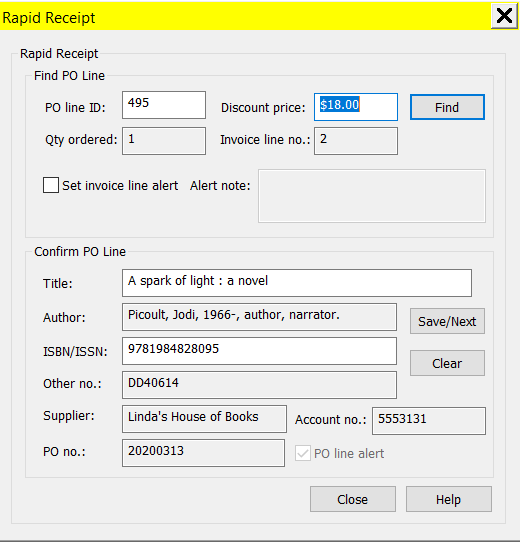 Rapid Receipt
Rapid Receipt
Find PO Line
PO line ID: 495 Discount price: $18.00 Find
Qty ordered: 1 Invoice line no.: 2
Set invoice line alert Alert note:
Confirm PO Line
Title: A spark of light : a novel
Author: Picoult, Jodi, 1966-, author, narrator. Save/Next
ISBN/ISSN: 9781984828095
Clear
Other no.: DD40614
Supplier: Linda's House of Books Account no.: 5553131
PO no.: 20200313 PO line alert
Close Help